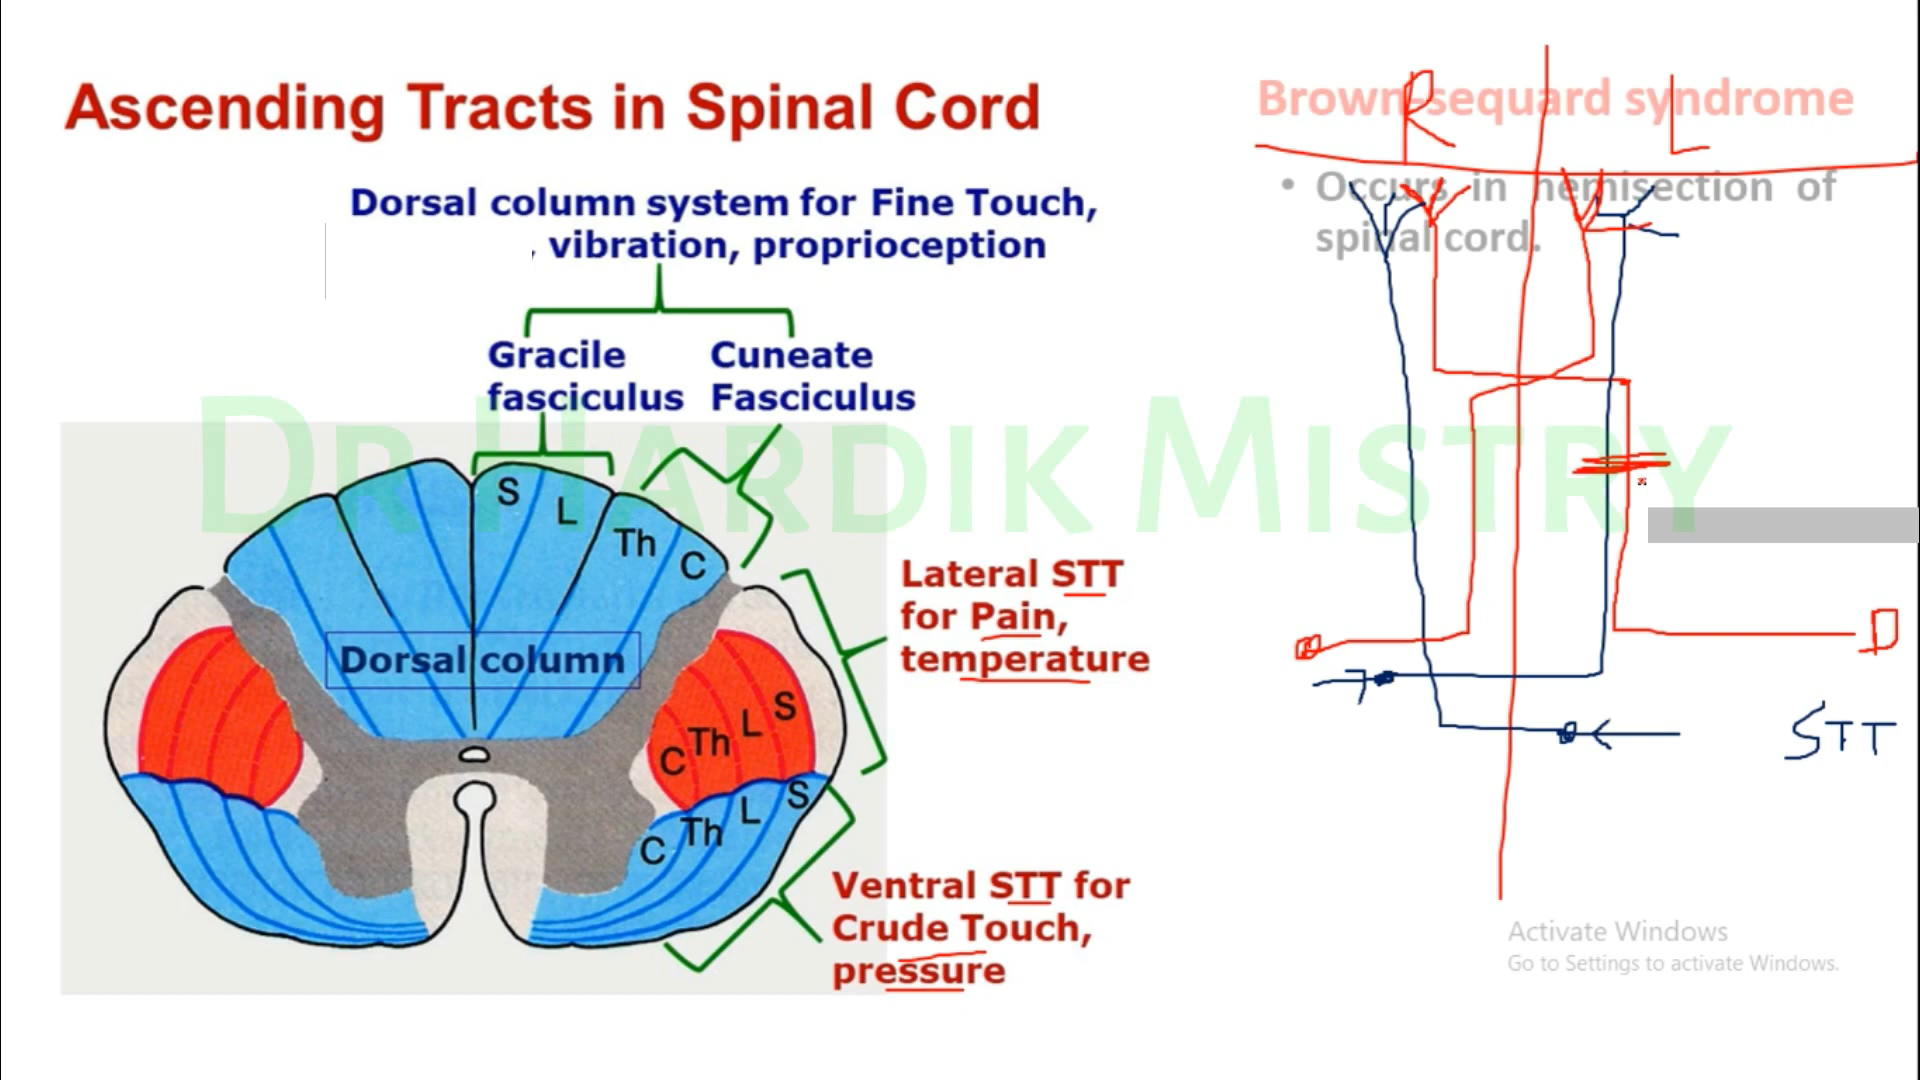 Ascending Tracts in Spinal Cord
Dorsal column system for Fine Touch,
, vibration, proprioception
Gracile
fasciculus
Cuneate
Fasciculus
S
L
Th
C
Dorsal column
Lateral STT
for Pain,
temperature
C
Th
L
S
C
Th
L
S
Ventral STT for
Crude Touch,
pressure
Brown-sequard syndrome
R
L
• Occurs in hemisection of
spinal cord.
STT
DR HARDIK MISTRY
Activate Windows
Go to Settings to activate Windows.